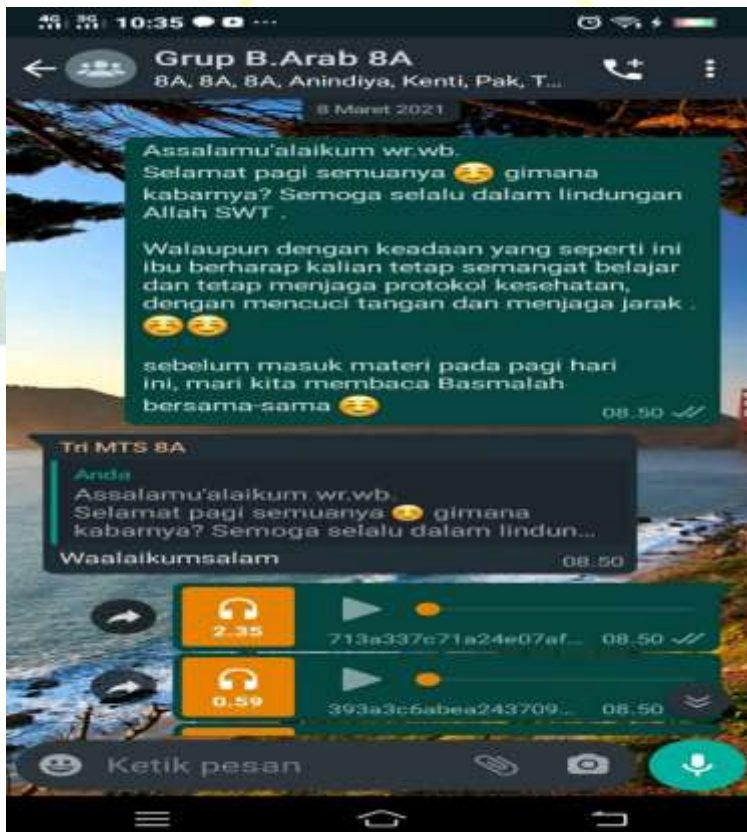 4G 3G 10:35
Grup B.Arab 8A
8A, 8A, 8A, Anindiya, Kenti, Pak, T...
8 Maret 2021
Assalamu'alaikum wr.wb.
Selamat pagi semuanya ☺️ gimana
kabarnya? Semoga selalu dalam lindungan
Allah SWT .
Walaupun dengan keadaan yang seperti ini
ibu berharap kalian tetap semangat belajar
dan tetap menjaga protokol kesehatan,
dengan mencuci tangan dan menjaga jarak .
☺️☺️
sebelum masuk materi pada pagi hari
ini, mari kita membaca Basmalah
bersama-sama ☺️
08.50
Tri MTS 8A
Anda
Assalamu'alaikum wr.wb.
Selamat pagi semuanya ☺️ gimana
kabarnya? Semoga selalu dalam lindun...
Waalaikumsalam
08.50
2.35
713a337c71a24e07af... 08.50
0.59
393a3c6abea243709... 08.50
Ketik pesan